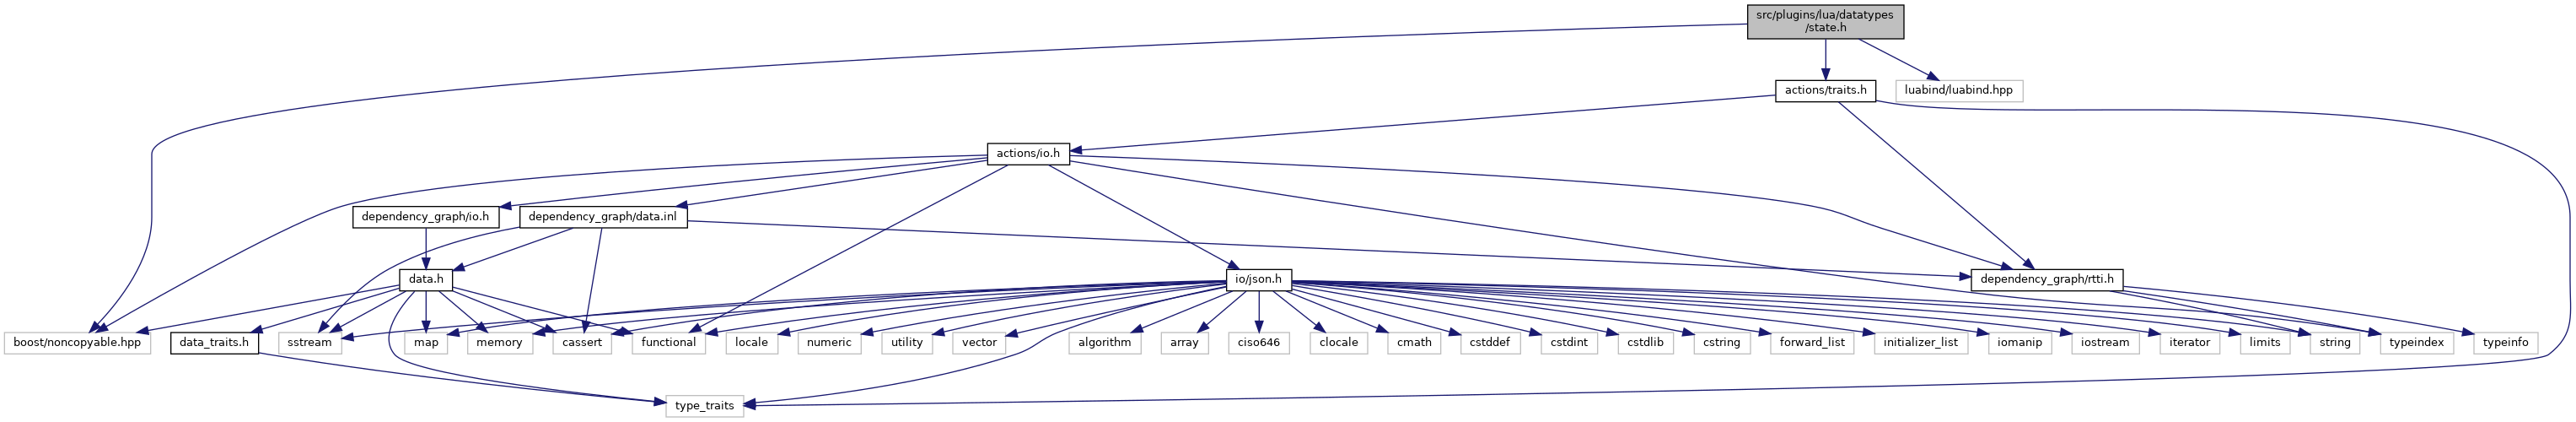 src/plugins/lua/datatypes
/state.h
actions/traits.h
luabind/luabind.hpp
actions/io.h
dependency_graph/io.h
dependency_graph/data.inl
data.h
io/json.h
dependency_graph/rtti.h
boost/noncopyable.hpp
data_traits.h
sstream
map
memory
cassert
functional
locale
numeric
utility
vector
algorithm
array
ciso646
clocale
cmath
cstddef
cstdint
cstdlib
cstring
forward_list
initializer_list
iomanip
iostream
iterator
limits
string
typeindex
typeinfo
type_traits